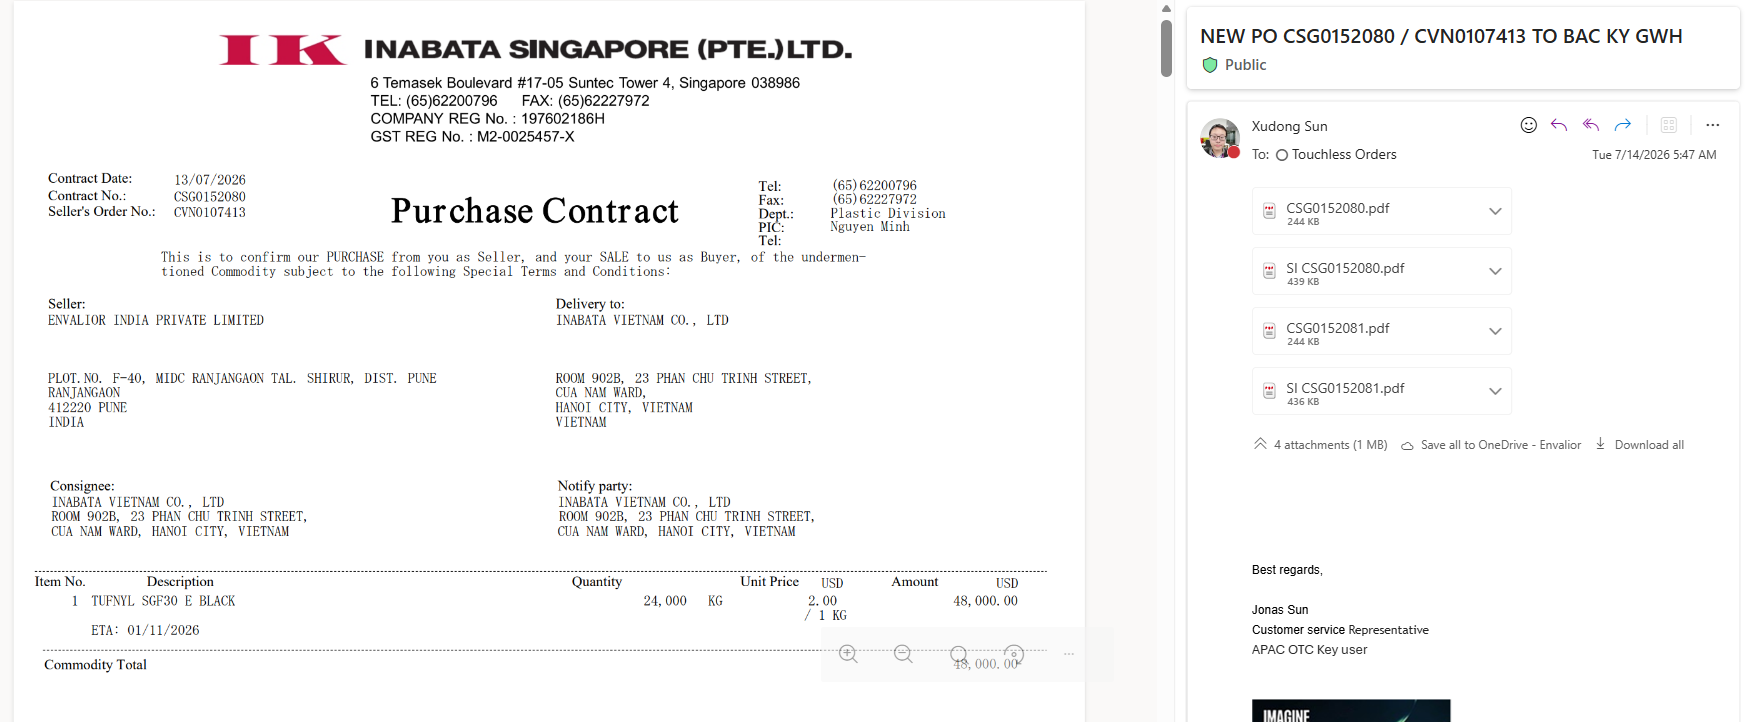 IK INABATA SINGAPORE (PTE.) LTD.
6 Temasek Boulevard #17-05 Suntec Tower 4, Singapore 038986
TEL: (65)62200796 FAX: (65)62227972
COMPANY REG No. : 197602186H
GST REG No. : M2-0025457-X
Contract Date: 13/07/2026
Contract No.: CSG0152080
Seller's Order No.: CVN0107413
Purchase Contract
Tel: (65)62200796
Fax: (65)62227972
Dept.: Plastic Division
PIC: Nguyen Minh
Tel:
This is to confirm our PURCHASE from you as Seller, and your SALE to us as Buyer, of the undermen-
tioned Commodity subject to the following Special Terms and Conditions:
Seller:
ENVALIOR INDIA PRIVATE LIMITED
PLOT.NO. F-40, MIDC RANJANGAON TAL. SHIRUR, DIST. PUNE
RANJANGAON
412220 PUNE
INDIA
Delivery to:
INABATA VIETNAM CO., LTD
ROOM 902B, 23 PHAN CHU TRINH STREET,
CUA NAM WARD,
HANOI CITY, VIETNAM
VIETNAM
Consignee:
INABATA VIETNAM CO., LTD
ROOM 902B, 23 PHAN CHU TRINH STREET,
CUA NAM WARD, HANOI CITY, VIETNAM
Notify party:
INABATA VIETNAM CO., LTD
ROOM 902B, 23 PHAN CHU TRINH STREET,
CUA NAM WARD, HANOI CITY, VIETNAM
Item No. Description Quantity Unit Price USD Amount USD
1 TUFNYL SGF30 E BLACK 24,000 KG 2.00 48,000.00
/ 1 KG
ETA: 01/11/2026
Commodity Total 48,000.00
NEW PO CSG0152080 / CVN0107413 TO BAC KY GWH
Public
Xudong Sun
To: Touchless Orders
Tue 7/14/2026 5:47 AM
CSG0152080.pdf
244 KB
SI CSG0152080.pdf
439 KB
CSG0152081.pdf
244 KB
SI CSG0152081.pdf
436 KB
4 attachments (1 MB) Save all to OneDrive - Envalior Download all
Best regards,
Jonas Sun
Customer service Representative
APAC OTC Key user
IMAGINE